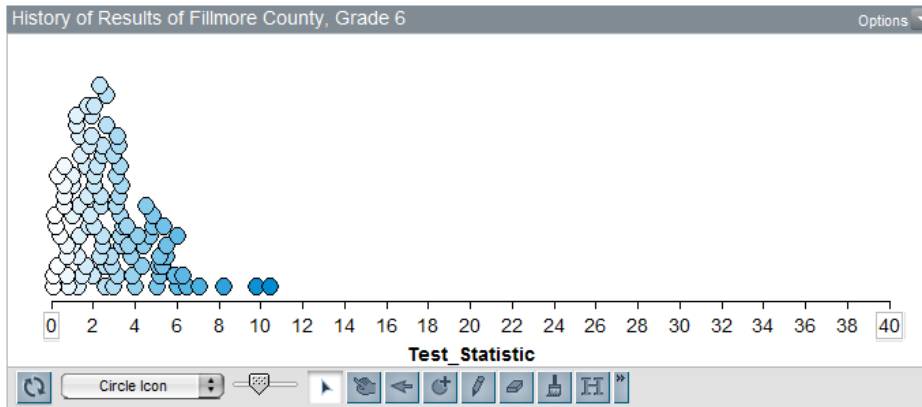 History of Results of Fillmore County, Grade 6 Options
0 2 4 6 8 10 12 14 16 18 20 22 24 26 28 30 32 34 36 38 40
Test_Statistic
Circle Icon H »